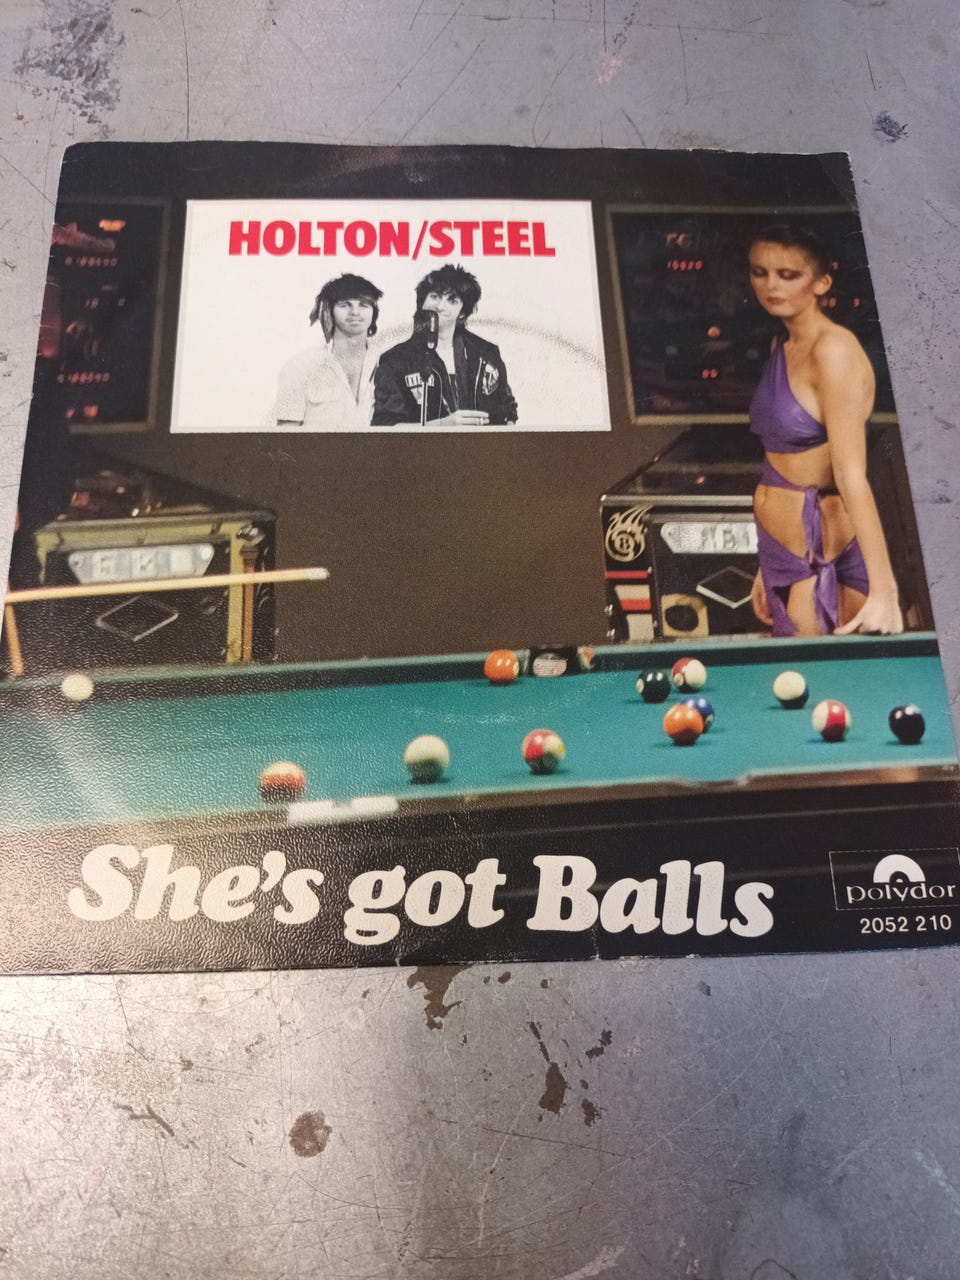 HOLTON/STEEL
She's got Balls
polydor
2052 210